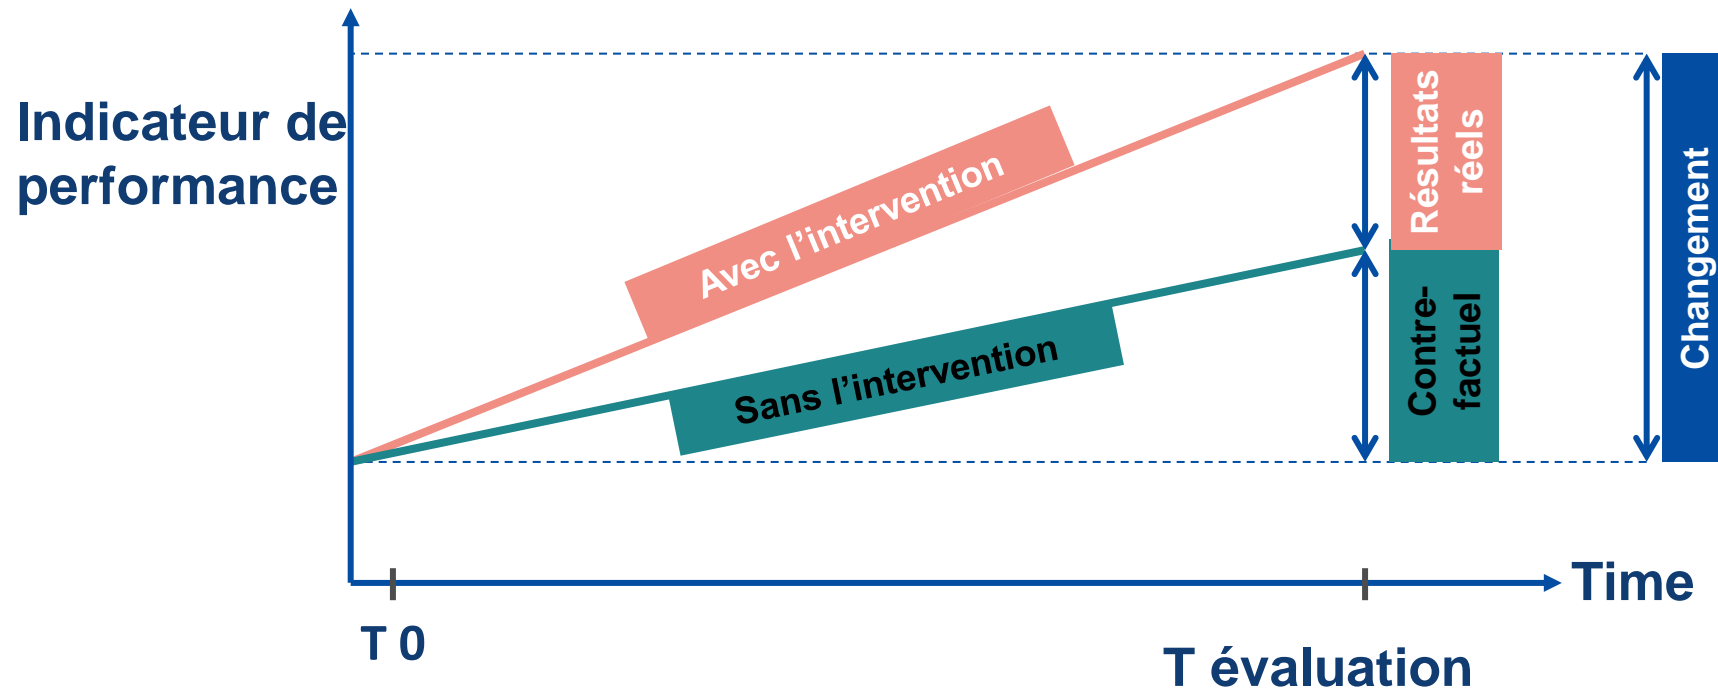 Indicateur de
performance
Avec l’intervention
Sans l’intervention
Résultats
réels
Contre-
factuel
Changement
Time
T 0
T évaluation